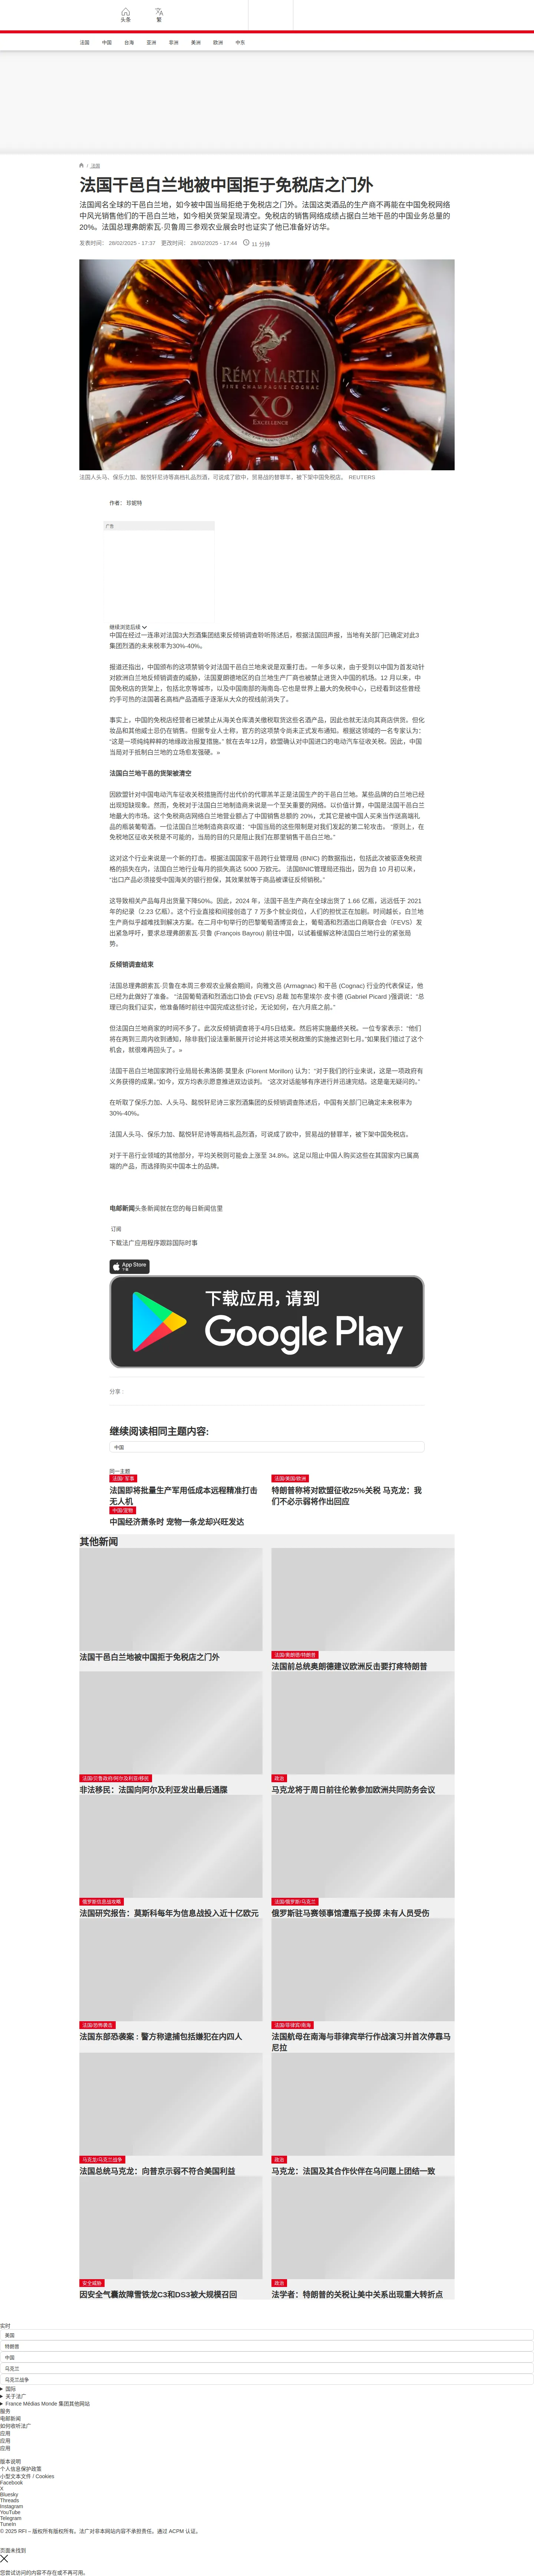 头条
繁
法国
中国
台海
亚洲
非洲
美洲
欧洲
中东
/ 法国
法国干邑白兰地被中国拒于免税店之门外
法国闻名全球的干邑白兰地，如今被中国当局拒绝于免税店之门外。法国这类酒品的生产商不再能在中国免税网络
中风光销售他们的干邑白兰地，如今相关货架呈现清空。免税店的销售网络成绩占据白兰地干邑的中国业务总量的
20%。法国总理弗朗索瓦·贝鲁周三参观农业展会时也证实了他已准备好访华。
发表时间： 28/02/2025 - 17:37 更改时间： 28/02/2025 - 17:44 11 分钟
RÉMY MARTIN
FINE CHAMPAGNE COGNAC
XO
EXCELLENCE
法国人头马、保乐力加、酩悦轩尼诗等高档礼品烈酒，可说成了欧中，贸易战的替罪羊，被下架中国免税店。 REUTERS
作者： 珍妮特
广告
继续浏览后续
中国在经过一连串对法国3大烈酒集团结束反倾销调查聆听陈述后，根据法国回声报，当地有关部门已确定对此3
集团烈酒的未来税率为30%-40%。
报道还指出，中国颁布的这项禁销令对法国干邑白兰地来说是双重打击。一年多以来，由于受到以中国为首发动针
对欧洲白兰地反倾销调查的威胁，法国夏朗德地区的白兰地生产厂商也被禁止进货入中国的机场。12 月以来，中
国免税店的货架上，包括北京等城市，以及中国南部的海南岛-它也是世界上最大的免税中心，已经看到这些曾经
的手可热的法国著名高档产品酒瓶子逐渐从大众的视线前消失了。
事实上，中国的免税店经营者已被禁止从海关仓库清关缴税取货这些名酒产品，因此也就无法向其商店供货。但化
妆品和其他威士忌仍在销售。但据专业人士称，官方的这项禁令尚未正式发布通知。根据这领域的一名专家认为：
“这是一项纯纯粹粹的地缘政治报复措施。” 就在去年12月，欧盟确认对中国进口的电动汽车征收关税。因此，中国
当局对于抵制白兰地的立场愈发强硬。»
法国白兰地干邑的货架被清空
因欧盟针对中国电动汽车征收关税措施而付出代价的代罪羔羊正是法国生产的干邑白兰地。某些品牌的白兰地已经
出现短缺现象。然而，免税对于法国白兰地制造商来说是一个至关重要的网络。以价值计算，中国是法国干邑白兰
地最大的市场。这个免税商店网络白兰地营业额占了中国销售总额的 20%，尤其它是被中国人买来当作送高端礼
品的瓶装葡萄酒。一位法国白兰地制造商哀叹道：“中国当局的这些限制是对我们发起的第二轮攻击。 “原则上，在
免税地区征收关税是不可能的，当局的目的只是阻止我们在那里销售干邑白兰地。”
这对这个行业来说是一个新的打击。根据法国国家干邑跨行业管理局 (BNIC) 的数据指出，包括此次被驱逐免税资
格的损失在内，法国白兰地行业每月的损失高达 5000 万欧元。 法国BNIC管理局还指出，因为自 10 月初以来，
“出口产品必须接受中国海关的银行担保，其效果就等于商品被课征反倾销税。”
这导致相关产品每月出货量下降50%。因此，2024 年，法国干邑生产商在全球出货了 1.66 亿瓶，远远低于 2021
年的纪录（2.23 亿瓶）。这个行业直接和间接创造了 7 万多个就业岗位，人们的担忧正在加剧。时间越长，白兰地
生产商似乎越难找到解决方案。在二月中旬举行的巴黎葡萄酒博览会上，葡萄酒和烈酒出口商联合会（FEVS）发
出紧急呼吁，要求总理弗朗索瓦·贝鲁 (François Bayrou) 前往中国，以试着缓解这种法国白兰地行业的紧张局
势。
反倾销调查结束
法国总理弗朗索瓦·贝鲁在本周三参观农业展会期间，向雅文邑 (Armagnac) 和干邑 (Cognac) 行业的代表保证，他
已经为此做好了准备。 “法国葡萄酒和烈酒出口协会 (FEVS) 总裁 加布里埃尔·皮卡德 (Gabriel Picard )强调说：“总
理已向我们证实，他准备随时前往中国完成这些讨论，无论如何，在六月底之前。”
但法国白兰地商家的时间不多了。此次反倾销调查将于4月5日结束。然后将实施最终关税。一位专家表示：“他们
将在两到三周内收到通知，除非我们设法重新展开讨论并将这项关税政策的实施推迟到七月。”如果我们错过了这个
机会，就很难再回头了。»
法国干邑白兰地国家跨行业局局长弗洛朗·莫里永 (Florent Morillon) 认为：“对于我们的行业来说，这是一项政府有
义务获得的成果。”如今，双方均表示愿意推进双边谈判。 “这次对话能够有序进行并迅速完结。这是毫无疑问的。”
在听取了保乐力加、人头马、酩悦轩尼诗三家烈酒集团的反倾销调查陈述后，中国有关部门已确定未来税率为
30%-40%。
法国人头马、保乐力加、酩悦轩尼诗等高档礼品烈酒，可说成了欧中，贸易战的替罪羊，被下架中国免税店。
对于干邑行业领域的其他部分，平均关税则可能会上涨至 34.8%。这足以阻止中国人购买这些在其国家内已属高
端的产品，而选择购买中国本土的品牌。
电邮新闻头条新闻就在您的每日新闻信里
订阅
下载法广应用程序跟踪国际时事
App Store
下载
下载应用，请到
Google Play
分享 :
继续阅读相同主题内容:
中国
同一主题
法国/ 军事
法国即将批量生产军用低成本远程精准打击
无人机
法国/美国/欧洲
特朗普称将对欧盟征收25%关税 马克龙：我
们不必示弱将作出回应
中国/宠物
中国经济萧条时 宠物一条龙却兴旺发达
其他新闻
法国干邑白兰地被中国拒于免税店之门外
法国/奥朗德/特朗普
法国前总统奥朗德建议欧洲反击要打疼特朗普
法国/贝鲁政府/阿尔及利亚/移民
非法移民：法国向阿尔及利亚发出最后通牒
政治
马克龙将于周日前往伦敦参加欧洲共同防务会议
俄罗斯信息战攻略
法国研究报告：莫斯科每年为信息战投入近十亿欧元
法国/俄罗斯/乌克兰
俄罗斯驻马赛领事馆遭瓶子投掷 未有人员受伤
法国/恐怖袭击
法国东部恐袭案 : 警方称逮捕包括嫌犯在内四人
法国/菲律宾/南海
法国航母在南海与菲律宾举行作战演习并首次停靠马
尼拉
马克龙/乌克兰战争
法国总统马克龙：向普京示弱不符合美国利益
政治
马克龙：法国及其合作伙伴在乌问题上团结一致
安全威胁
因安全气囊故障雪铁龙C3和DS3被大规模召回
政治
法学者：特朗普的关税让美中关系出现重大转折点
实时
美国
特朗普
中国
乌克兰
乌克兰战争
国际
关于法广
France Médias Monde 集团其他网站
服务
电邮新闻
如何收听法广
应用
应用
应用
版本说明
个人信息保护政策
小型文本文件 / Cookies
Facebook
X
Bluesky
Threads
Instagram
YouTube
Telegram
TuneIn
© 2025 RFI – 版权所有版权所有。法广对非本网站内容不承担责任。通过 ACPM 认证。
页面未找到
您尝试访问的内容不存在或不再可用。